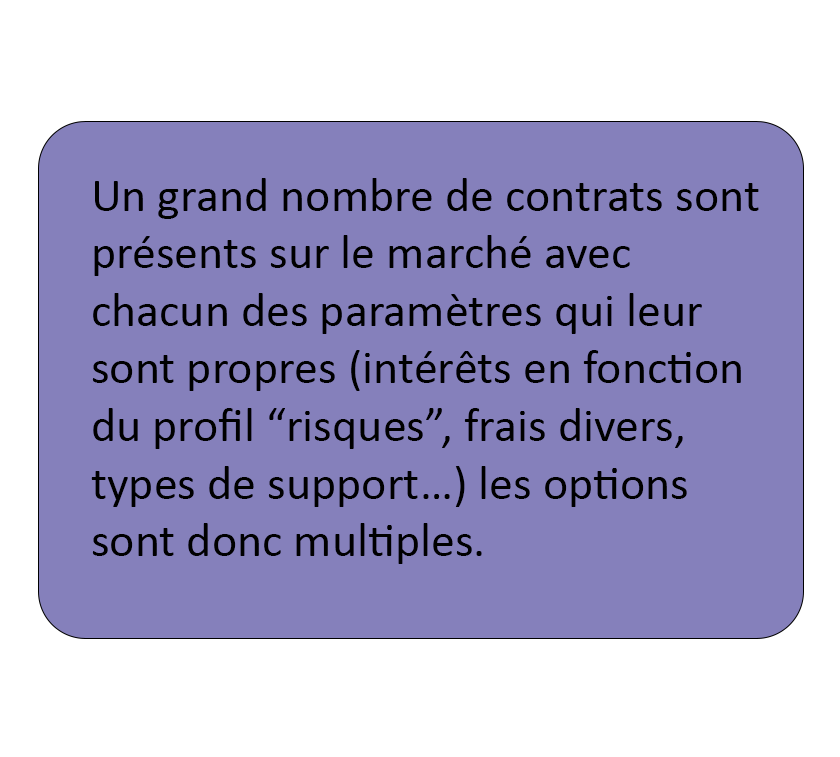 Un grand nombre de contrats sont
présents sur le marché avec
chacun des paramètres qui leur
sont propres (intérêts en fonction
du profil “risques”, frais divers,
types de support…) les options
sont donc multiples.